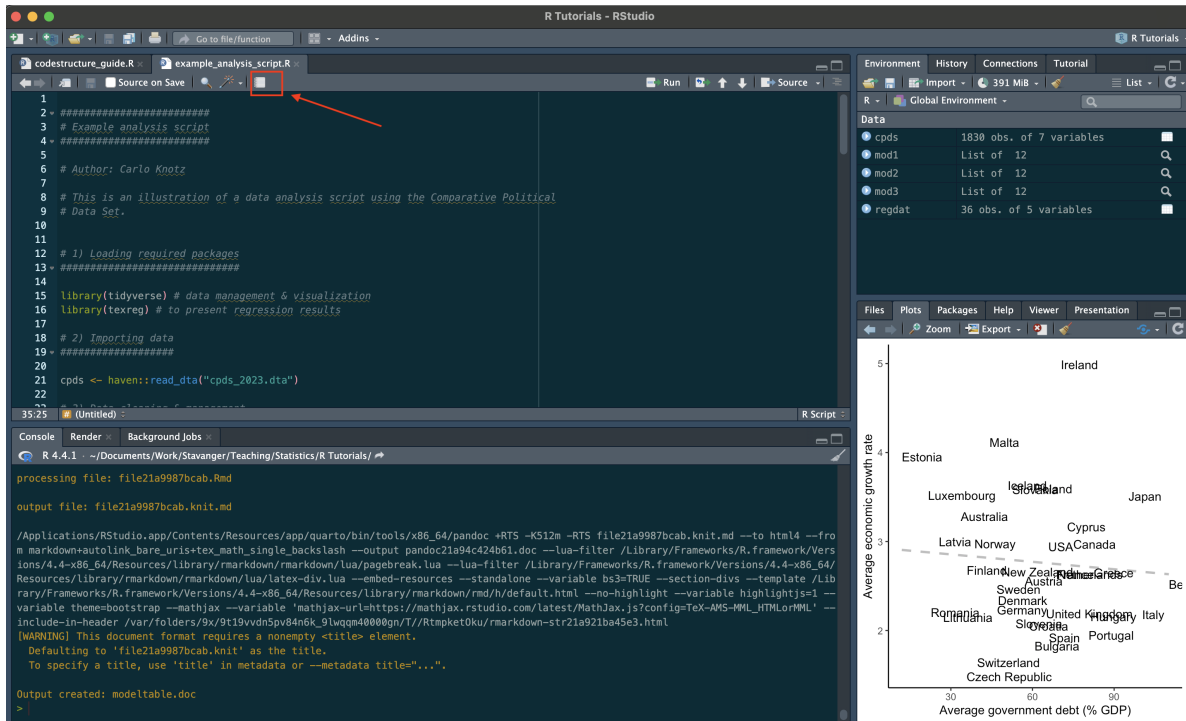 R Tutorials - RStudio
Go to file/function
Addins
R Tutorials
codestructure_guide.R
example_analysis_script.R
Source on Save
Run
Source
1
2 #########################
3 # Example analysis script
4 #########################
5
6 # Author: Carlo Knotz
7
8 # This is an illustration of a data analysis script using the Comparative Political
9 # Data Set.
10
11
12 # 1) Loading required packages
13 ##############################
14
15 library(tidyverse) # data management & visualization
16 library(texreg) # to present regression results
17
18 # 2) Importing data
19 ###################
20
21 cpds <- haven::read_dta("cpds_2023.dta")
22
35:25 # (Untitled) R Script
Console Render Background Jobs
R 4.4.1 · ~/Documents/Work/Stavanger/Teaching/Statistics/R Tutorials/
processing file: file21a9987bcab.Rmd
output file: file21a9987bcab.knit.md
/Applications/RStudio.app/Contents/Resources/app/quarto/bin/tools/x86_64/pandoc +RTS -K512m -RTS file21a9987bcab.knit.md --to html4 --fro
m markdown+autolink_bare_uris+tex_math_single_backslash --output pandoc21a94c424b61.doc --lua-filter /Library/Frameworks/R.framework/Vers
ions/4.4-x86_64/Resources/library/rmarkdown/rmarkdown/lua/pagebreak.lua --lua-filter /Library/Frameworks/R.framework/Versions/4.4-x86_64/
Resources/library/rmarkdown/rmarkdown/lua/latex-div.lua --embed-resources --standalone --variable bs3=TRUE --section-divs --template /Lib
rary/Frameworks/R.framework/Versions/4.4-x86_64/Resources/library/rmarkdown/rmd/h/default.html --no-highlight --variable highlightjs=1 --
variable theme=bootstrap --mathjax --variable 'mathjax-url=https://mathjax.rstudio.com/latest/MathJax.js?config=TeX-AMS-MML_HTMLorMML' --
include-in-header /var/folders/9x/9t19vvdn5pv84n6k_9lwqqm40000gn/T//RtmpketOku/rmarkdown-str21a921ba45e3.html
[WARNING] This document format requires a nonempty <title> element.
Defaulting to 'file21a9987bcab.knit' as the title.
To specify a title, use 'title' in metadata or --metadata title="...".
Output created: modeltable.doc
>
Environment History Connections Tutorial
Import 391 MiB List
R Global Environment
Data
cpds 1830 obs. of 7 variables
mod1 List of 12
mod2 List of 12
mod3 List of 12
regdat 36 obs. of 5 variables
Files Plots Packages Help Viewer Presentation
Zoom Export
Average economic growth rate
5
4
3
2
Ireland
Malta
Estonia
Iceland
Slovakia
Luxembourg
Japan
Australia
Cyprus
Latvia Norway
USA Canada
Finland
New Zealand
Netherlands
Greece
Austria
Sweden
Denmark
Germany
United Kingdom
Hungary
Italy
Romania
Lithuania
Slovenia
Croatia
Spain
Portugal
Bulgaria
Switzerland
Czech Republic
30 60 90
Average government debt (% GDP)